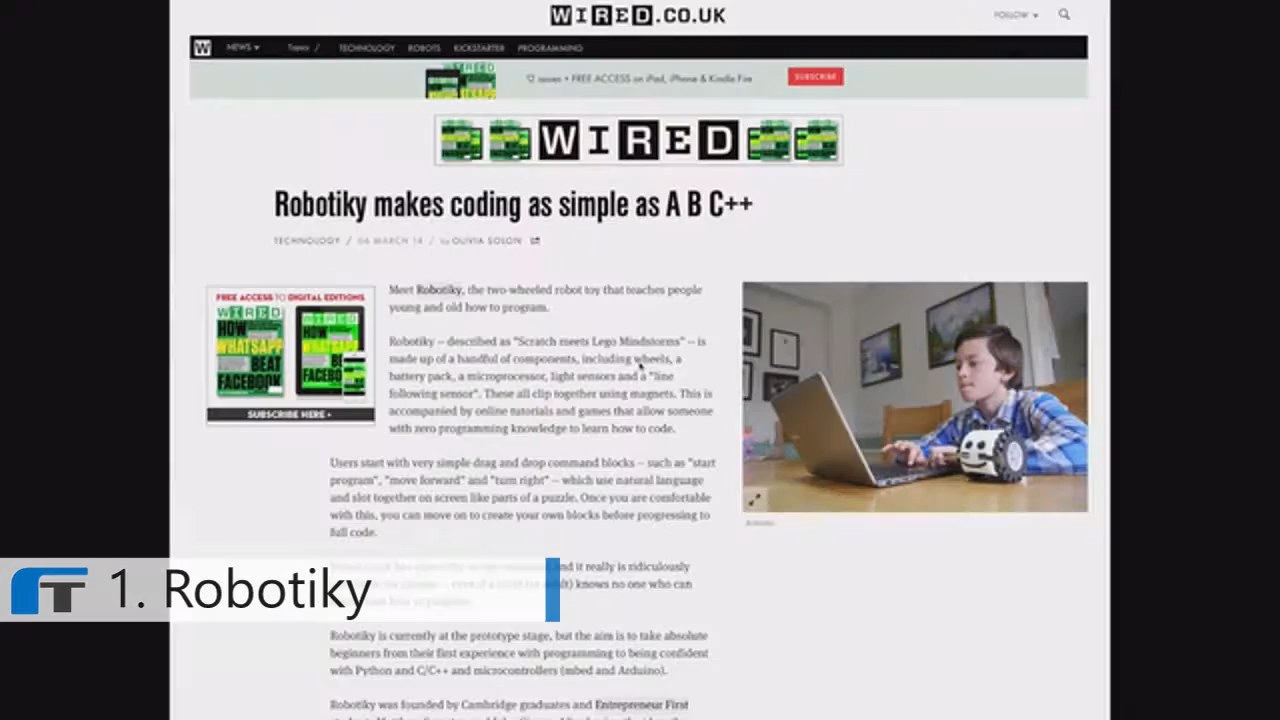 WIRED.CO.UK
FOLLOW
W NEWS Topics / TECHNOLOGY ROBOTS KICKSTARTER PROGRAMMING
WIRED
FREE ACCESS on iPad, iPhone & Kindle Fire
SUBSCRIBE
WIRED
Robotiky makes coding as simple as A B C++
TECHNOLOGY / 06 MARCH 14 / by OLIVIA SOLON
FREE ACCESS TO DIGITAL EDITIONS
WIRED
HOW
WHATSAPP
BEAT
FACEBOOK
SUBSCRIBE HERE
Meet Robotiky, the two-wheeled robot toy that teaches people
young and old how to program.
Robotiky -- described as "Scratch meets Lego Mindstorms" -- is
made up of a handful of components, including wheels, a
battery pack, a microprocessor, light sensors and a "line
following sensor". These all clip together using magnets. This is
accompanied by online tutorials and games that allow someone
with zero programming knowledge to learn how to code.
Users start with very simple drag and drop command blocks -- such as "start
program", "move forward" and "turn right" -- which use natural language
and slot together on screen like parts of a puzzle. Once you are comfortable
with this, you can move on to create your own blocks before progressing to
full code.
and it really is ridiculously
knows no one who can
1. Robotiky
Robotiky is currently at the prototype stage, but the aim is to take absolute
beginners from their first experience with programming to being confident
with Python and C/C++ and microcontrollers (mbed and Arduino).
Robotiky was founded by Cambridge graduates and Entrepreneur First